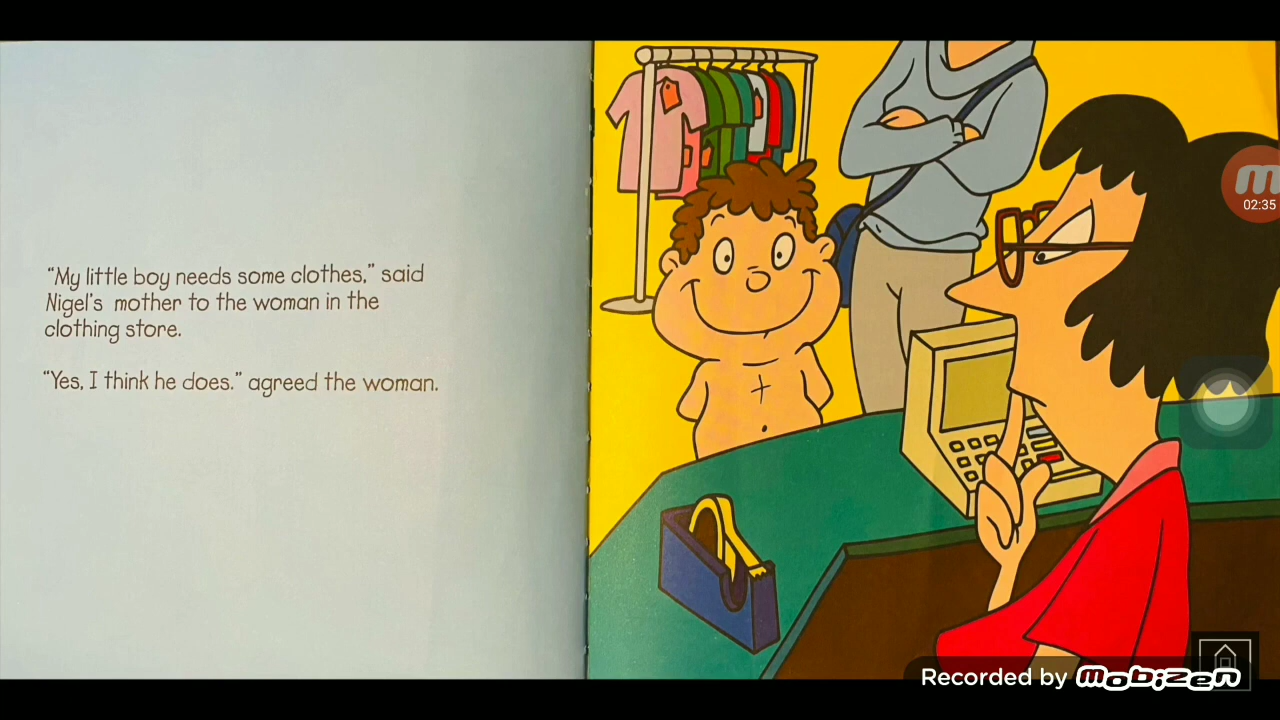 “My little boy needs some clothes,” said
Nigel’s mother to the woman in the
clothing store.
“Yes, I think he does.” agreed the woman.
02:35
Recorded by Mobizen